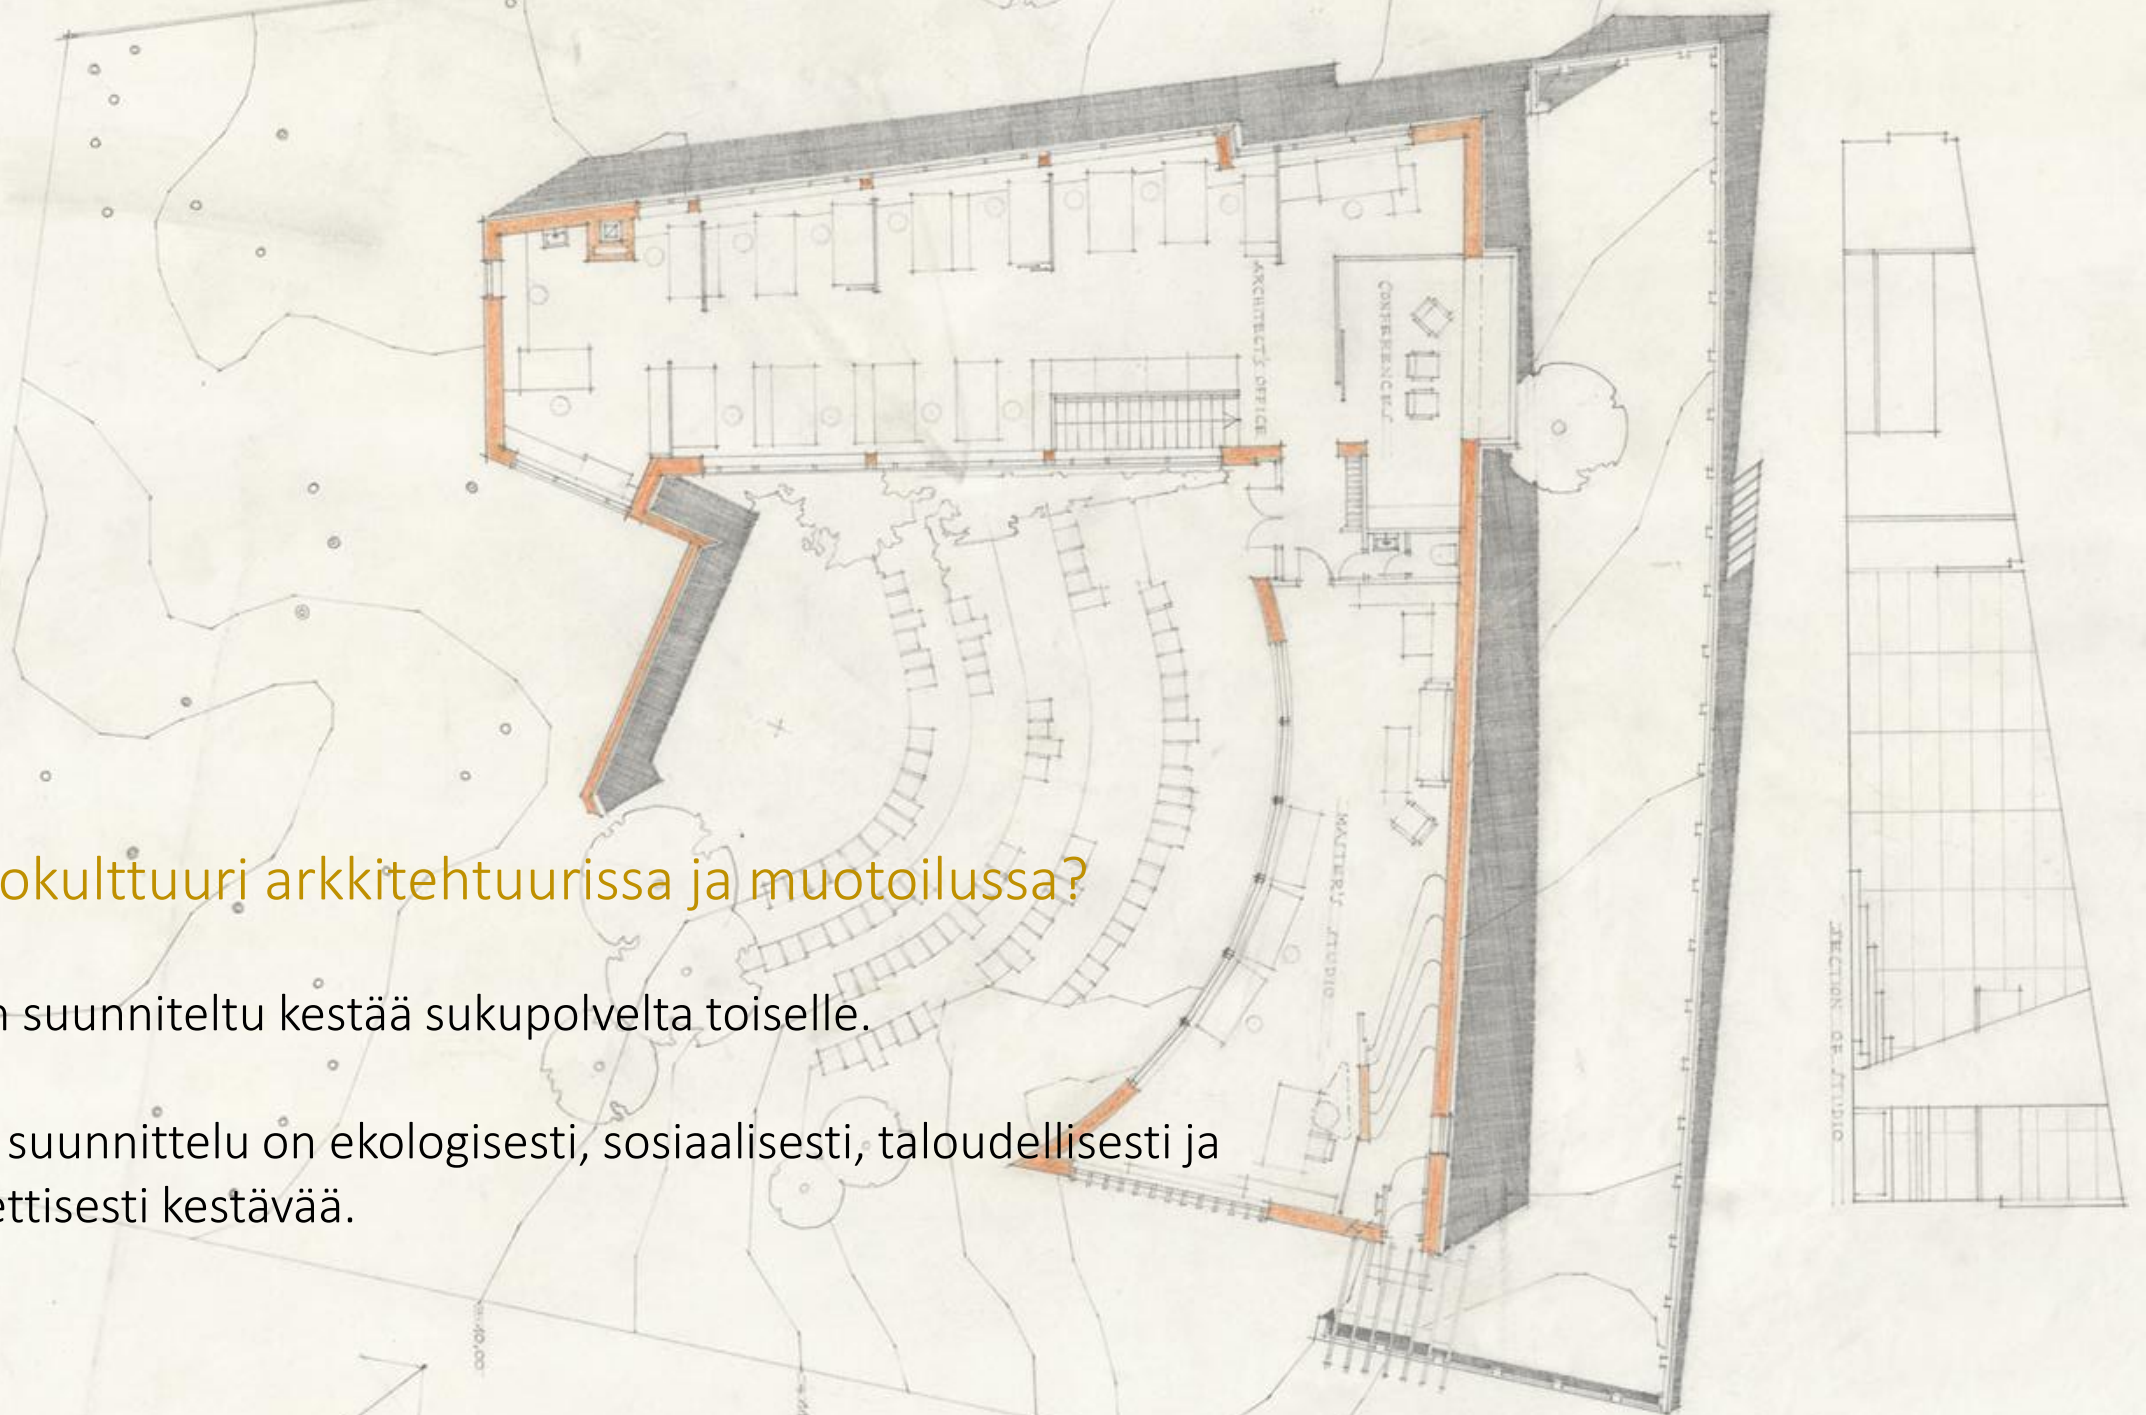 ARCHITECT'S OFFICE
CONFERENCES
MASTER'S STUDIO
SECTION OF STUDIO
okulttuuri arkkitehtuurissa ja muotoilussa?
n suunniteltu kestää sukupolvelta toiselle.
suunnittelu on ekologisesti, sosiaalisesti, taloudellisesti ja
ettisesti kestävää.